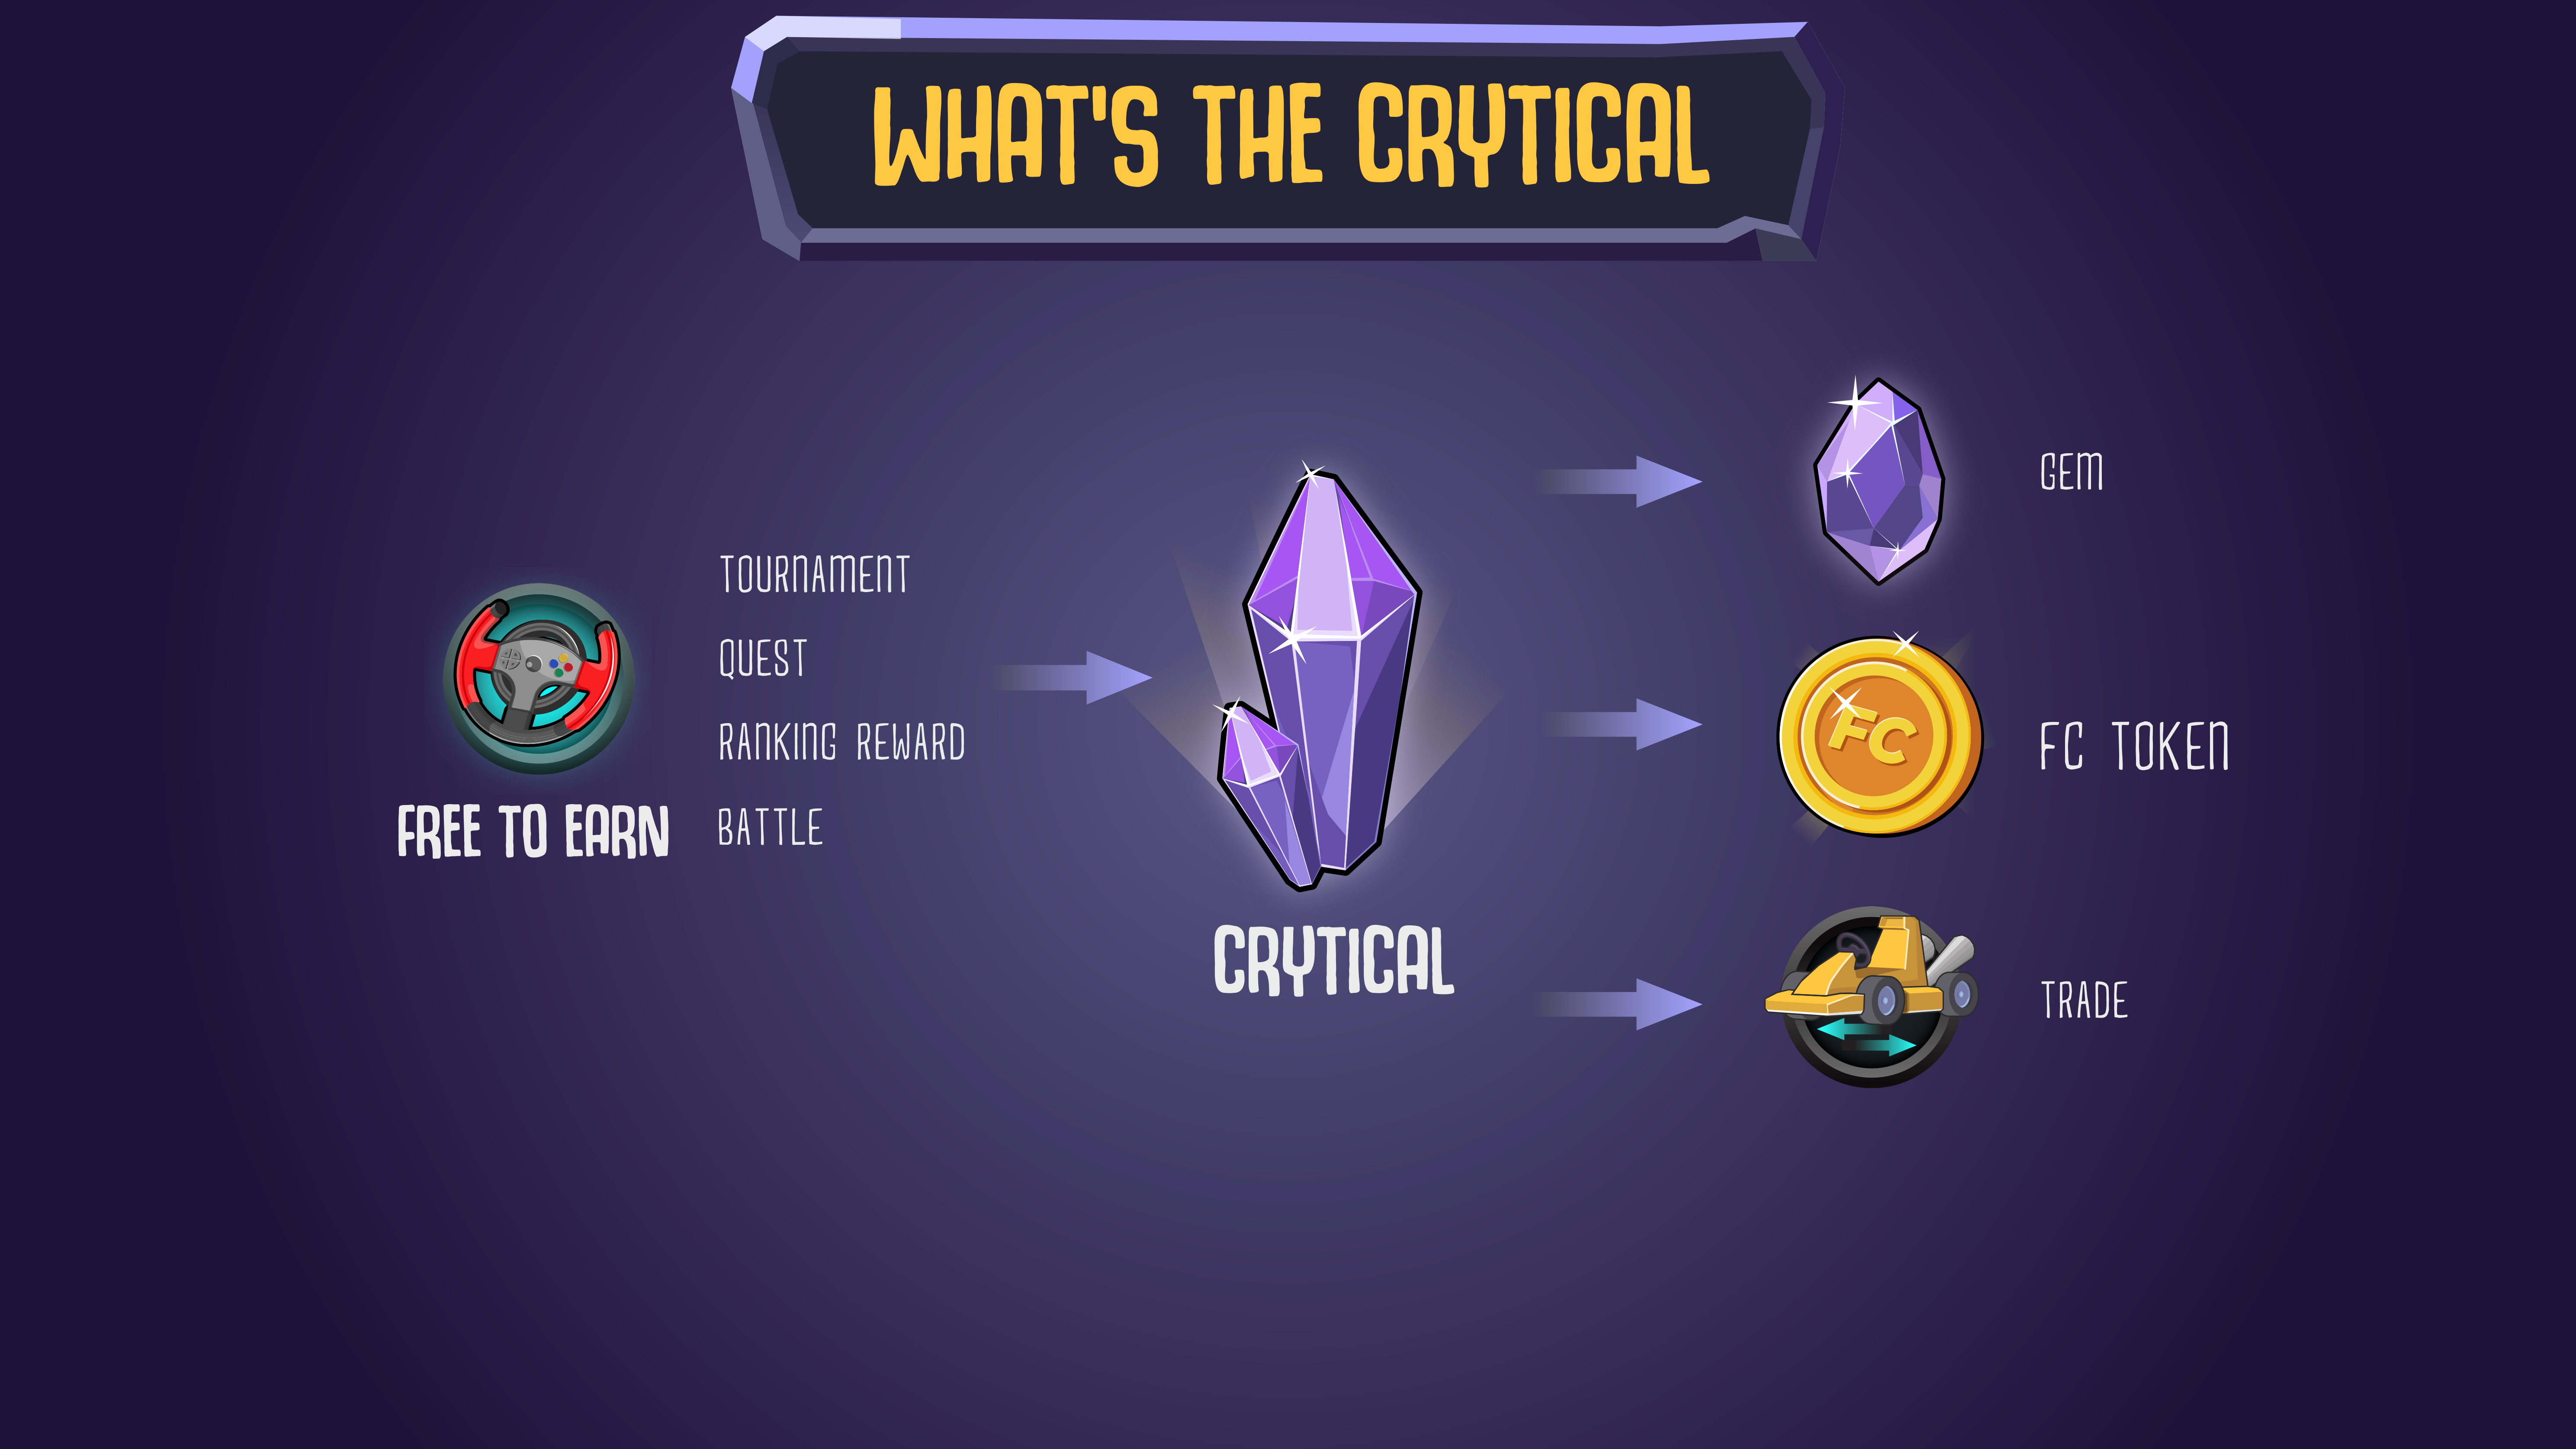 WHAT'S THE CRYTICAL
TOURNAMENT
QUEST
RANKING REWARD
BATTLE
FREE TO EARN
CRYTICAL
GEM
FC
FC TOKEN
TRADE